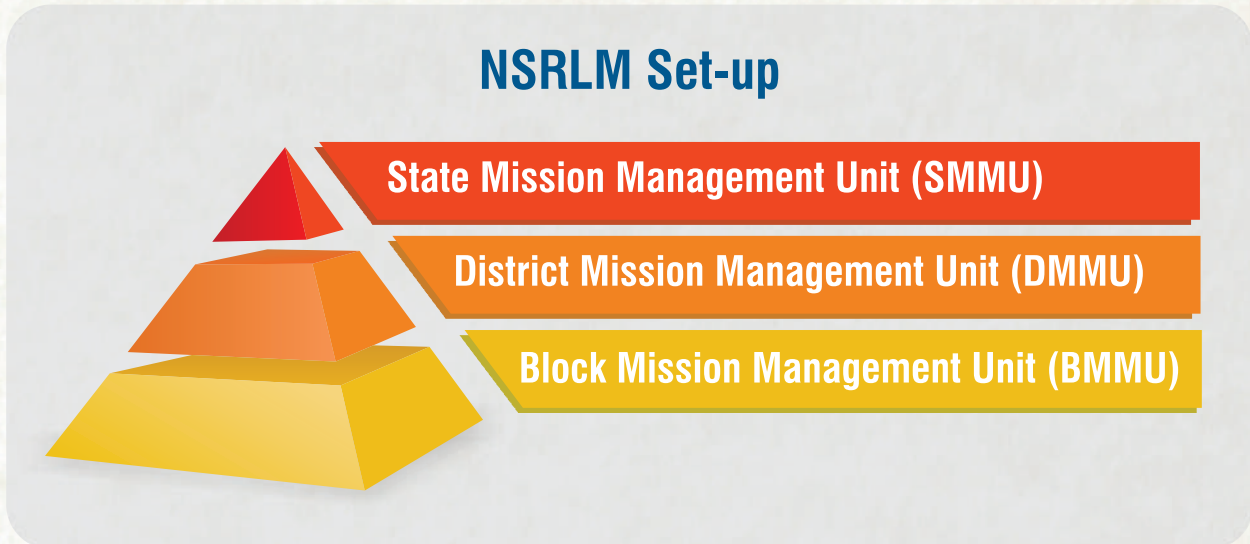 NSRLM Set-up
State Mission Management Unit (SMMU)
District Mission Management Unit (DMMU)
Block Mission Management Unit (BMMU)